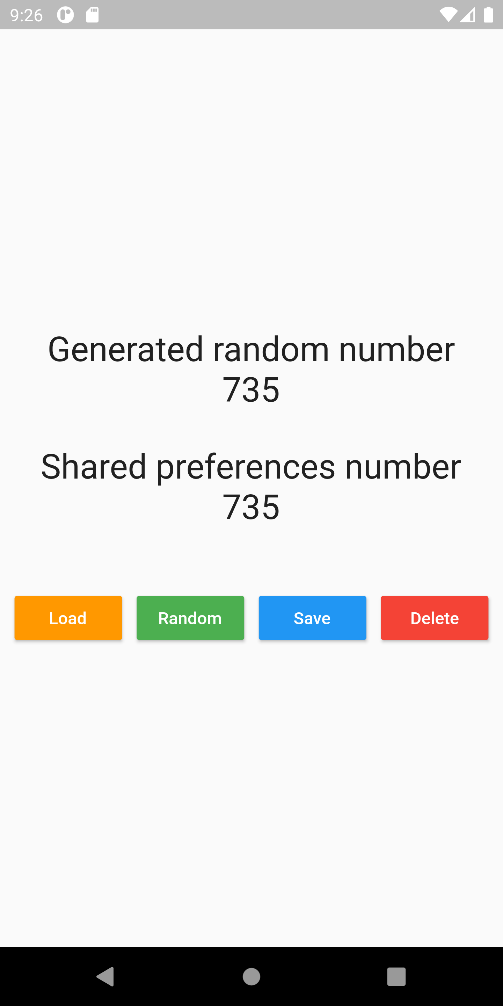 9:26
Generated random number
735
Shared preferences number
735
Load Random Save Delete